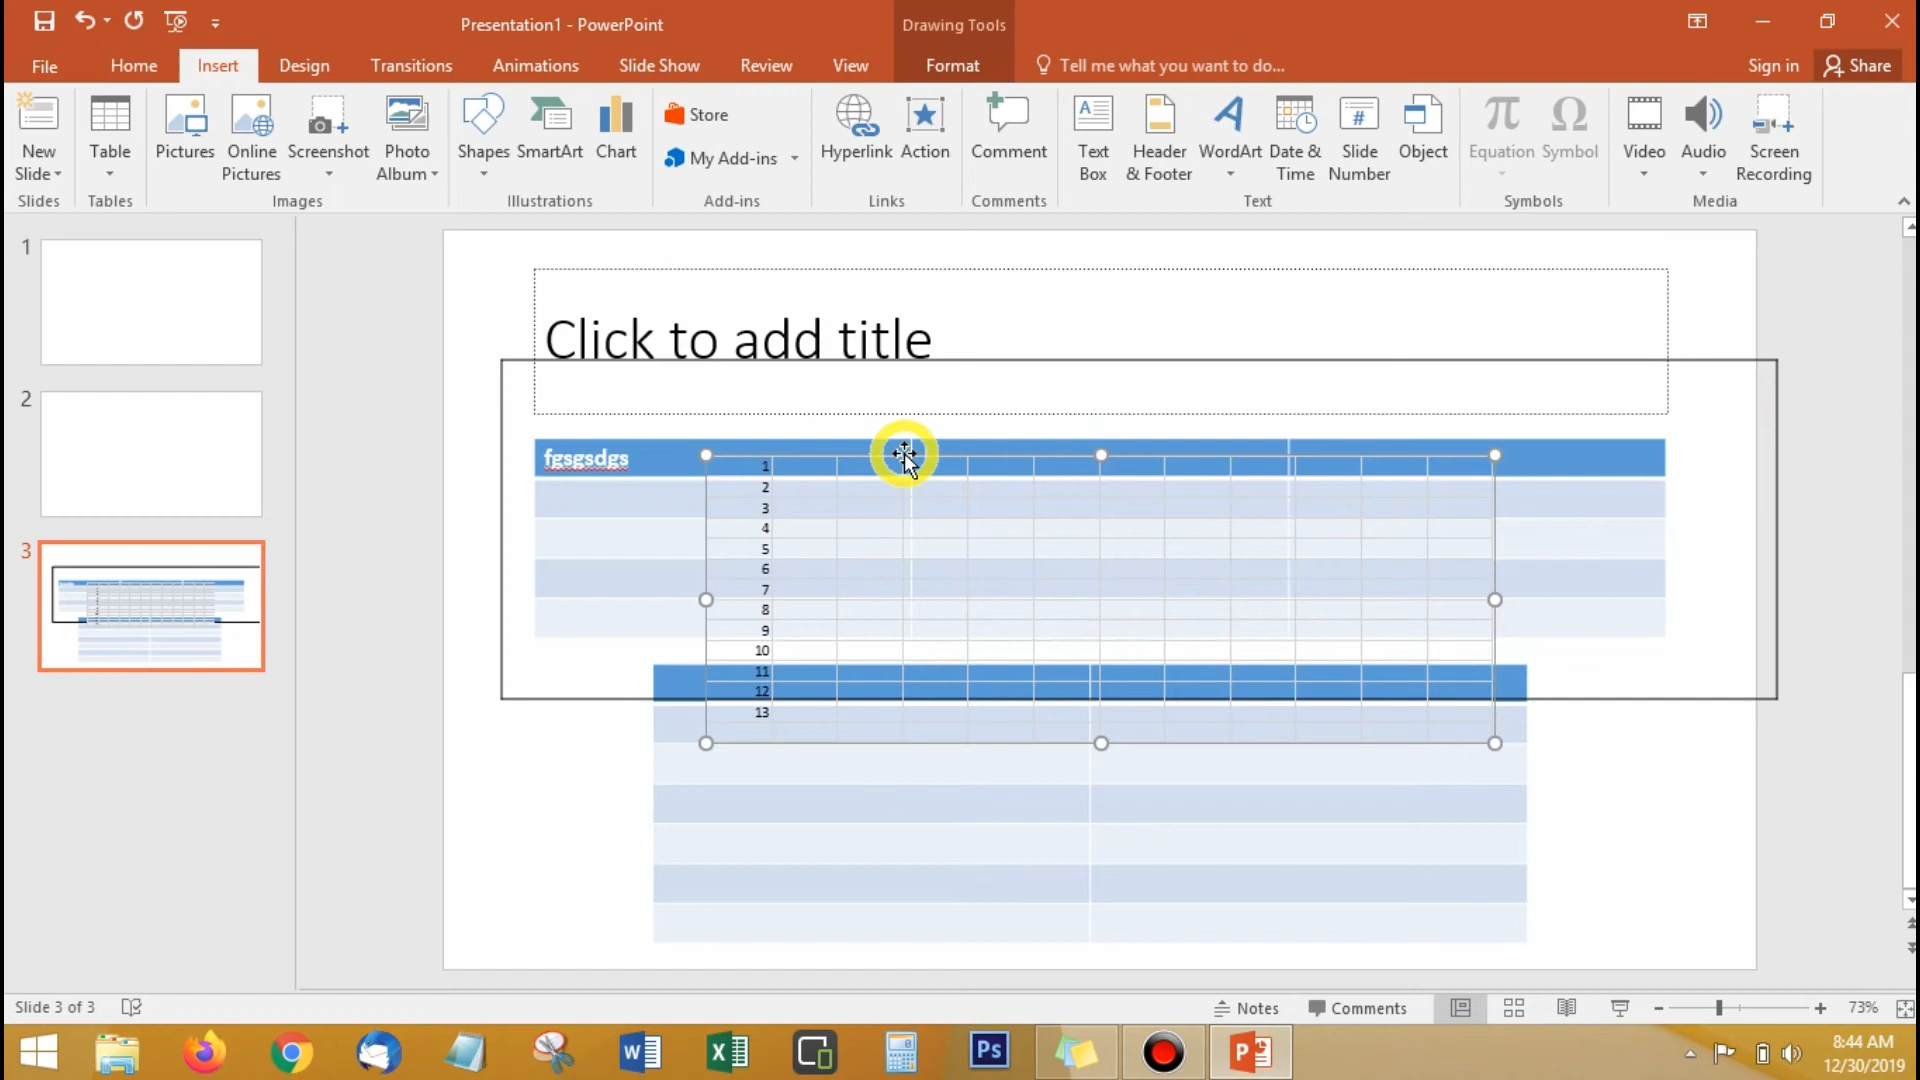 Presentation1 - PowerPoint
Drawing Tools
File Home Insert Design Transitions Animations Slide Show Review View Format Tell me what you want to do... Sign in Share
New Slide
Table
Pictures
Online Pictures
Screenshot
Photo Album
Shapes
SmartArt
Chart
Store
My Add-ins
Hyperlink
Action
Comment
Text Box
Header & Footer
WordArt
Date & Time
Slide Number
#
Object
Equation
π
Symbol
Ω
Video
Audio
Screen Recording
Slides Tables Images Illustrations Add-ins Links Comments Text Symbols Media
1
2
3
Click to add title
fgsgsdgs
1
2
3
4
5
6
7
8
9
10
11
12
13
Slide 3 of 3
Notes
Comments
73%
Ps
8:44 AM
12/30/2019